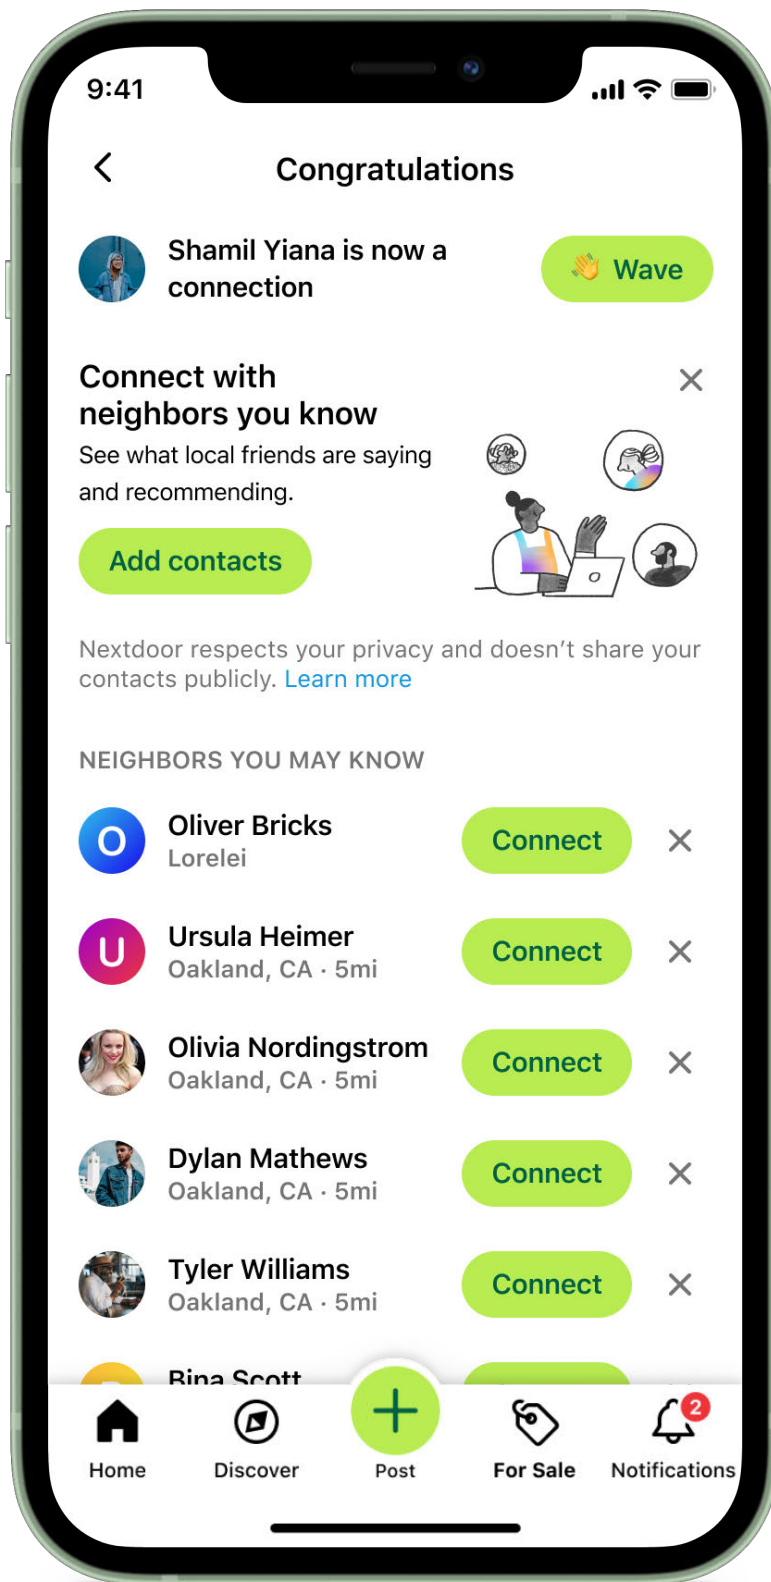 9:41
Congratulations
Shamil Yiana is now a
connection
👋 Wave
Connect with
neighbors you know
See what local friends are saying
and recommending.
Add contacts
Nextdoor respects your privacy and doesn't share your
contacts publicly. Learn more
NEIGHBORS YOU MAY KNOW
O
Oliver Bricks
Lorelei
Connect
U
Ursula Heimer
Oakland, CA · 5mi
Connect
Olivia Nordingstrom
Oakland, CA · 5mi
Connect
Dylan Mathews
Oakland, CA · 5mi
Connect
Tyler Williams
Oakland, CA · 5mi
Connect
Bina Scott
2
Home
Discover
Post
For Sale
Notifications